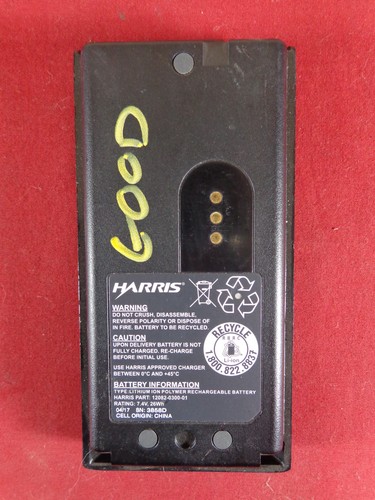 GOOD
HARRIS®
WARNING
DO NOT CRUSH, DISASSEMBLE,
REVERSE POLARITY OR DISPOSE OF
IN FIRE. BATTERY TO BE RECYCLED.
CAUTION
UPON DELIVERY BATTERY IS NOT
FULLY CHARGED. RE-CHARGE
BEFORE INITIAL USE.
USE HARRIS APPROVED CHARGER
BETWEEN 0°C AND +45°C
RECYCLE
Li-ion
1.800.822.8837
BATTERY INFORMATION
TYPE:LITHIUM ION POLYMER RECHARGEABLE BATTERY
HARRIS PART: 12082-0300-01
RATING: 7.4V, 26WH
04/17 SN: 3868D
CELL ORIGIN: CHINA